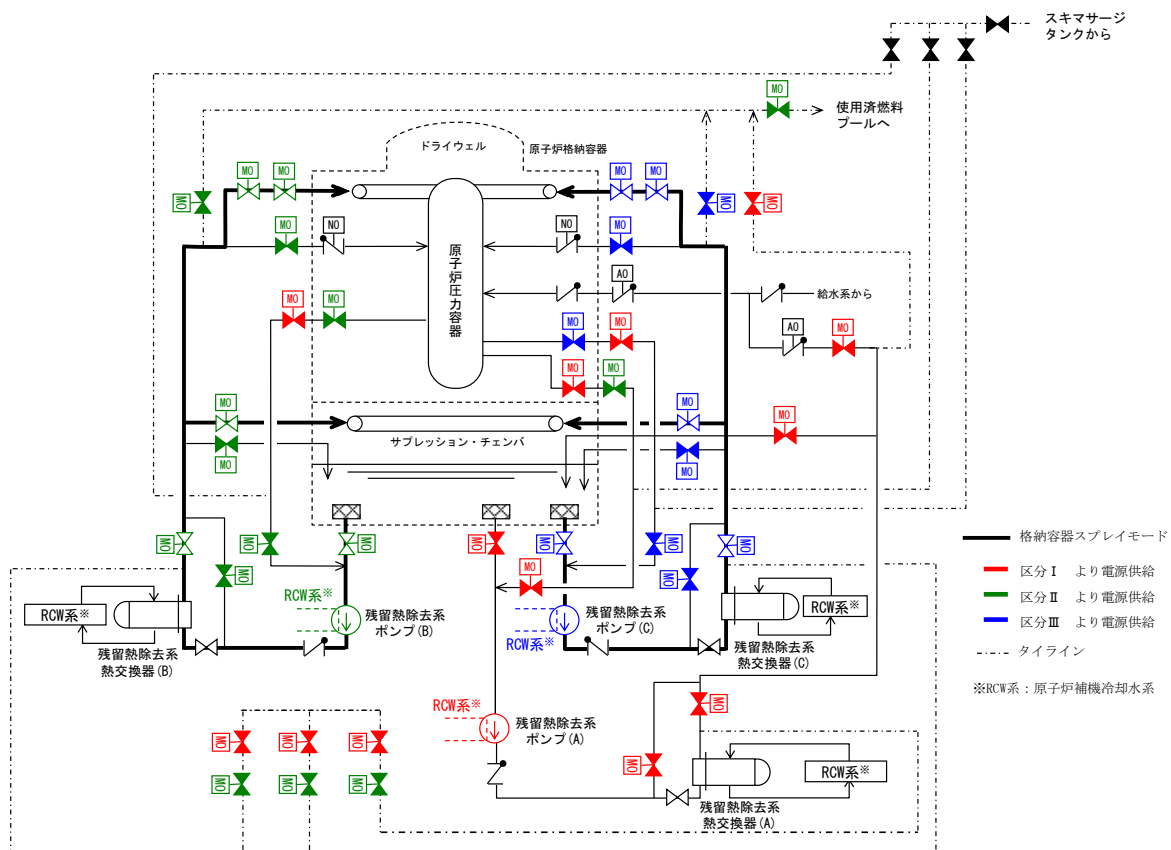 スキマサージ
タンクから
MO
使用済燃料
プールへ
ドライウェル
原子炉格納容器
MO
MO
MO
MO
MO
MO
MO
MO
NO
NO
MO
原子炉圧力容器
AO
MO
MO
給水系から
MO
MO
AO
MO
MO
MO
MO
MO
MO
サプレッション・チェンバ
MO
MO
MO
MO
MO
MO
MO
MO
MO
MO
MO
MO
MO
MO
格納容器スプレイモード
区分Ⅰ より電源供給
区分Ⅱ より電源供給
区分Ⅲ より電源供給
タイライン
※RCW系:原子炉補機冷却水系
RCW系※
RCW系※
残留熱除去系
ポンプ(B)
残留熱除去系
熱交換器(B)
RCW系※
残留熱除去系
ポンプ(C)
RCW系※
残留熱除去系
熱交換器(C)
RCW系※
残留熱除去系
ポンプ(A)
MO
MO
MO
MO
MO
MO
MO
MO
RCW系※
残留熱除去系
熱交換器(A)